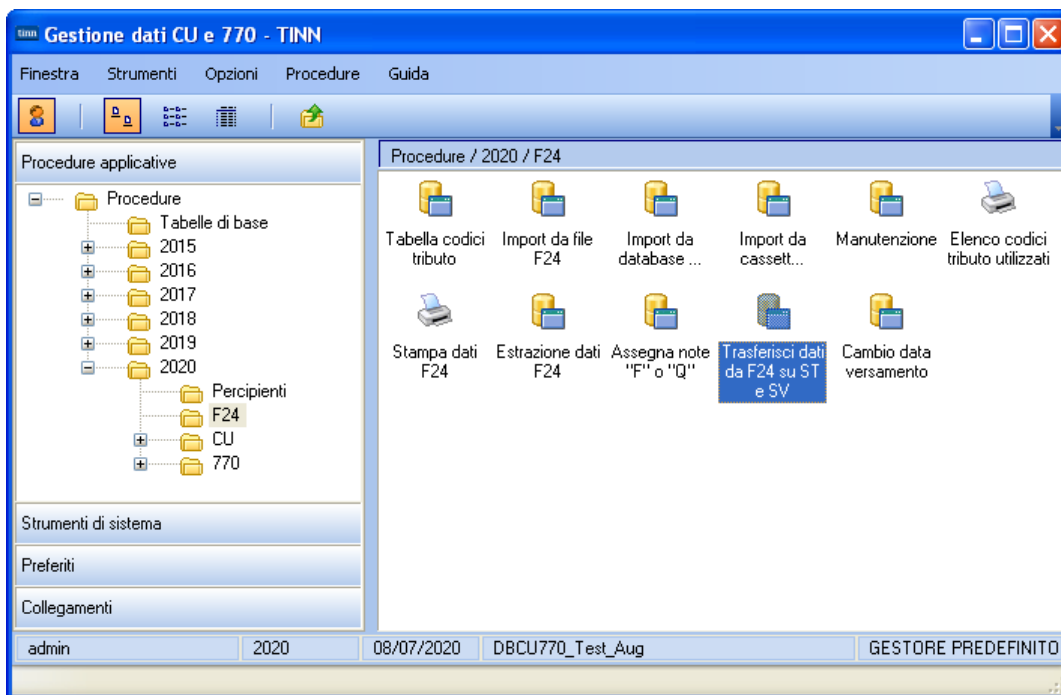 tinn Gestione dati CU e 770 - TINN
Finestra Strumenti Opzioni Procedure Guida
Procedure applicative
Procedure
Tabelle di base
2015
2016
2017
2018
2019
2020
Percipienti
F24
CU
770
Strumenti di sistema
Preferiti
Collegamenti
Procedure / 2020 / F24
Tabella codici
tributo
Import da file
F24
Import da
database ...
Import da
cassett...
Manutenzione
Elenco codici
tributo utilizzati
Stampa dati
F24
Estrazione dati
F24
Assegna note
"F" o "Q"
Trasferisci dati
da F24 su ST
e SV
Cambio data
versamento
admin 2020 08/07/2020 DBCU770_Test_Aug GESTORE PREDEFINITO